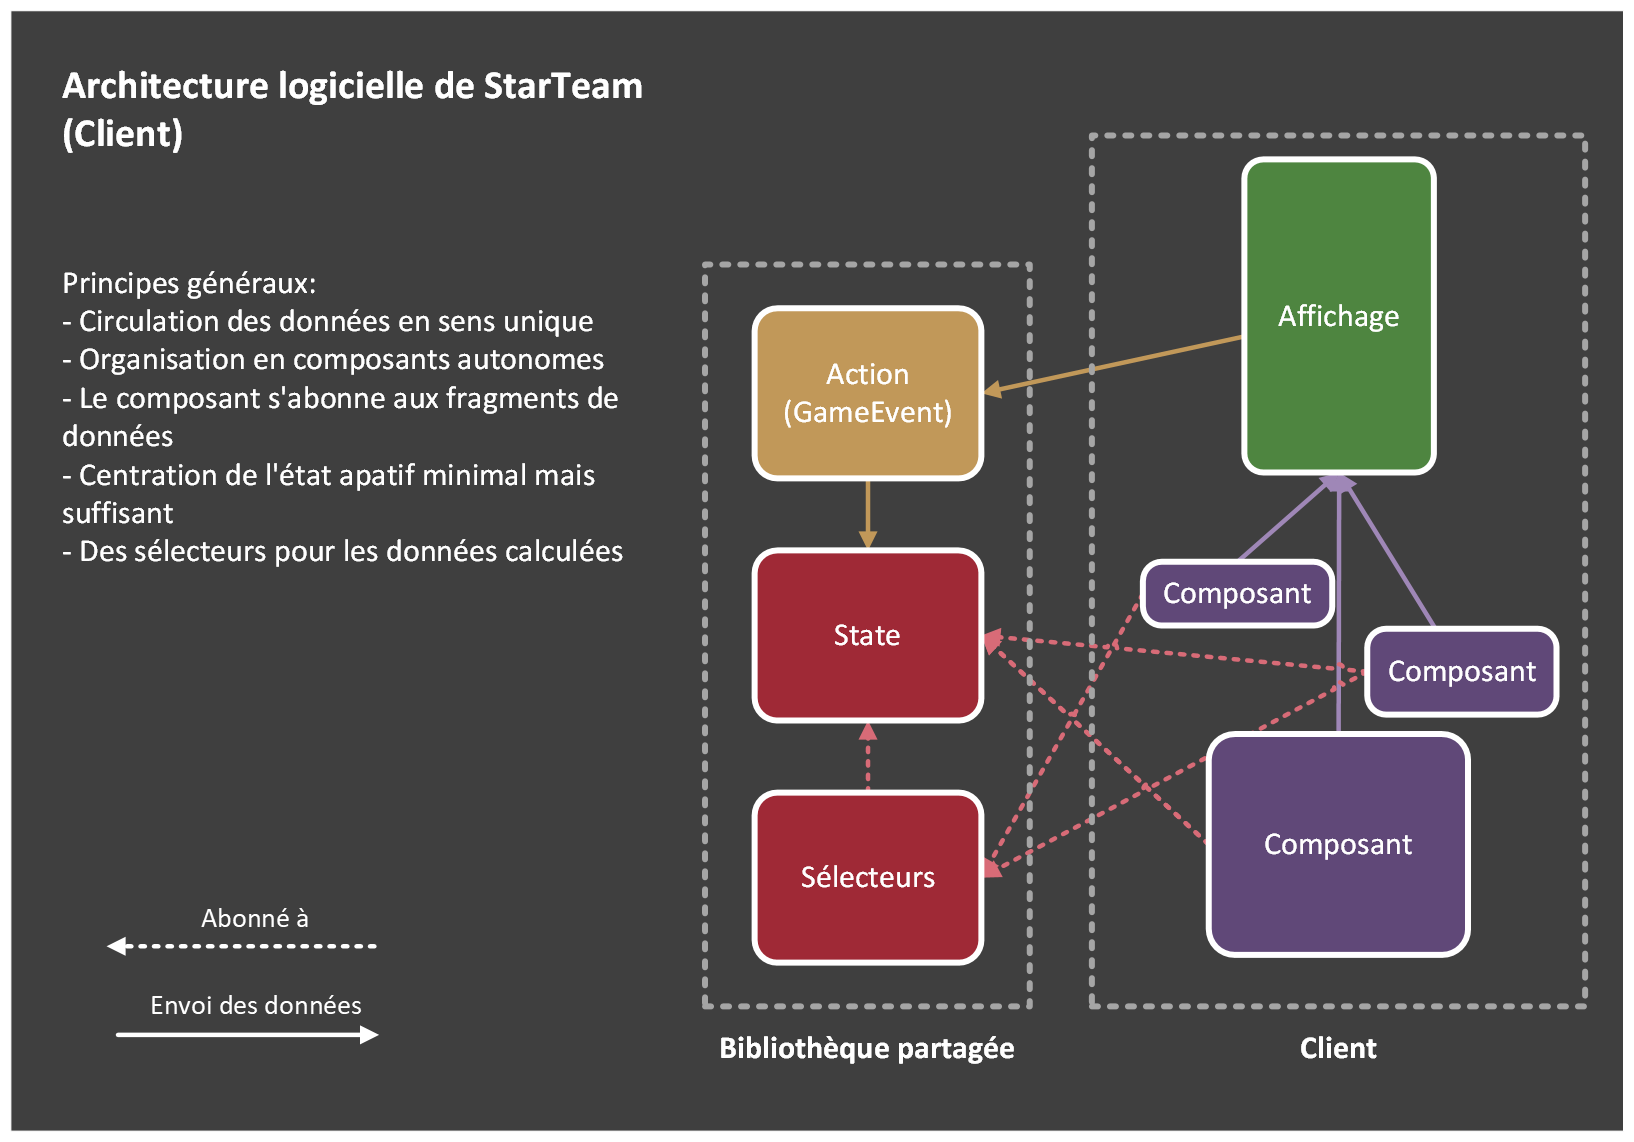 Architecture logicielle de StarTeam
(Client)
Principes généraux:
- Circulation des données en sens unique
- Organisation en composants autonomes
- Le composant s'abonne aux fragments de
données
- Centration de l'état apatif minimal mais
suffisant
- Des sélecteurs pour les données calculées
Affichage
Action
(GameEvent)
Composant
State
Composant
Composant
Sélecteurs
Abonné à
Envoi des données
Bibliothèque partagée
Client